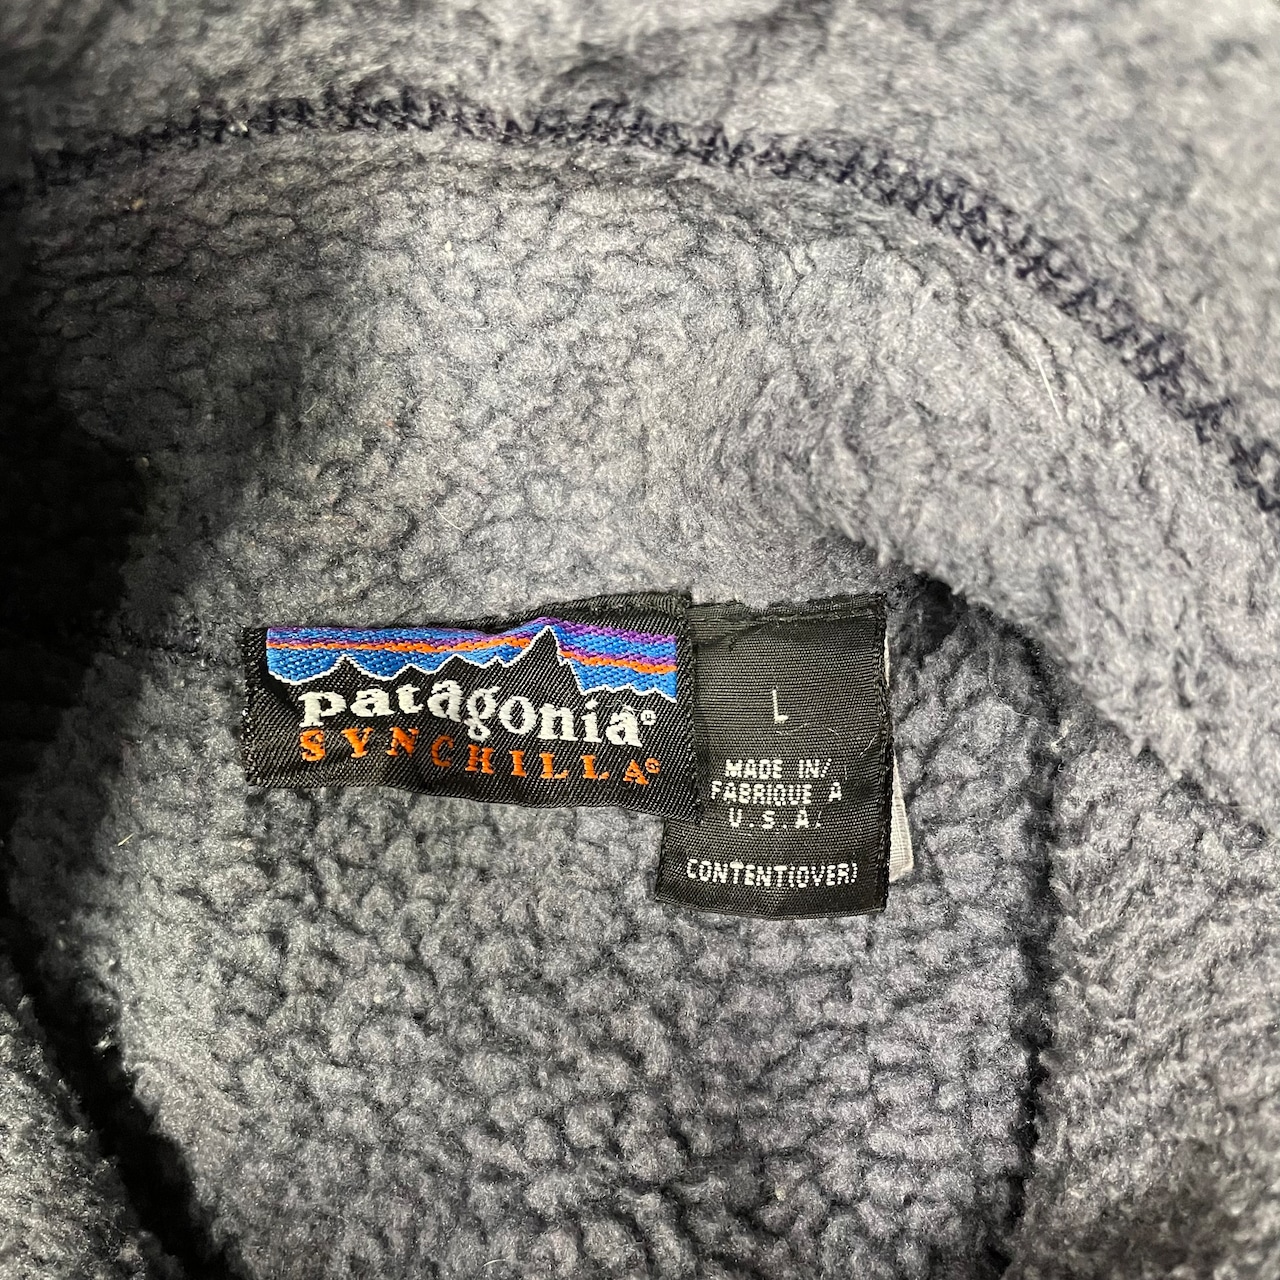 patagonia®
SYNCHILLA®
L
MADE IN/
FABRIQUE A
U.S.A.
CONTENT(OVER)